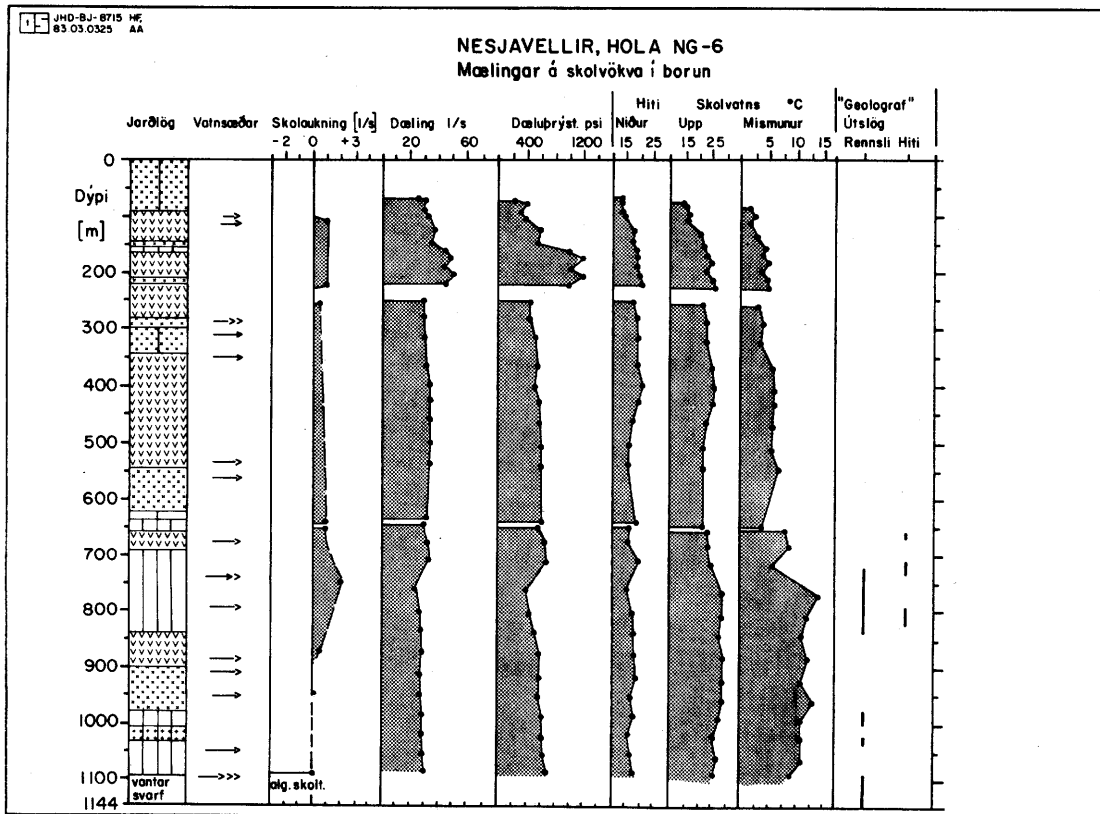 JHD-BJ-8715 HF
83.03.0325 AA
NESJAVELLIR, HOLA NG-6
Mælingar á skolvökva í borun
Hiti Skolvatns °C "Geolograf"
Jarðlög Vatnsæðar Skolaukning [l/s] Dæling l/s Dæluþrýst. psi Niður Upp Mismunur Útslög
Rennsli Hiti
-2 0 +3 20 60 400 1200 15 25 15 25 5 10 15
0
Dýpi
100
[m]
200
300
400
500
600
700
800
900
1000
1100
1144
vantar
svarf
alg. skolt.